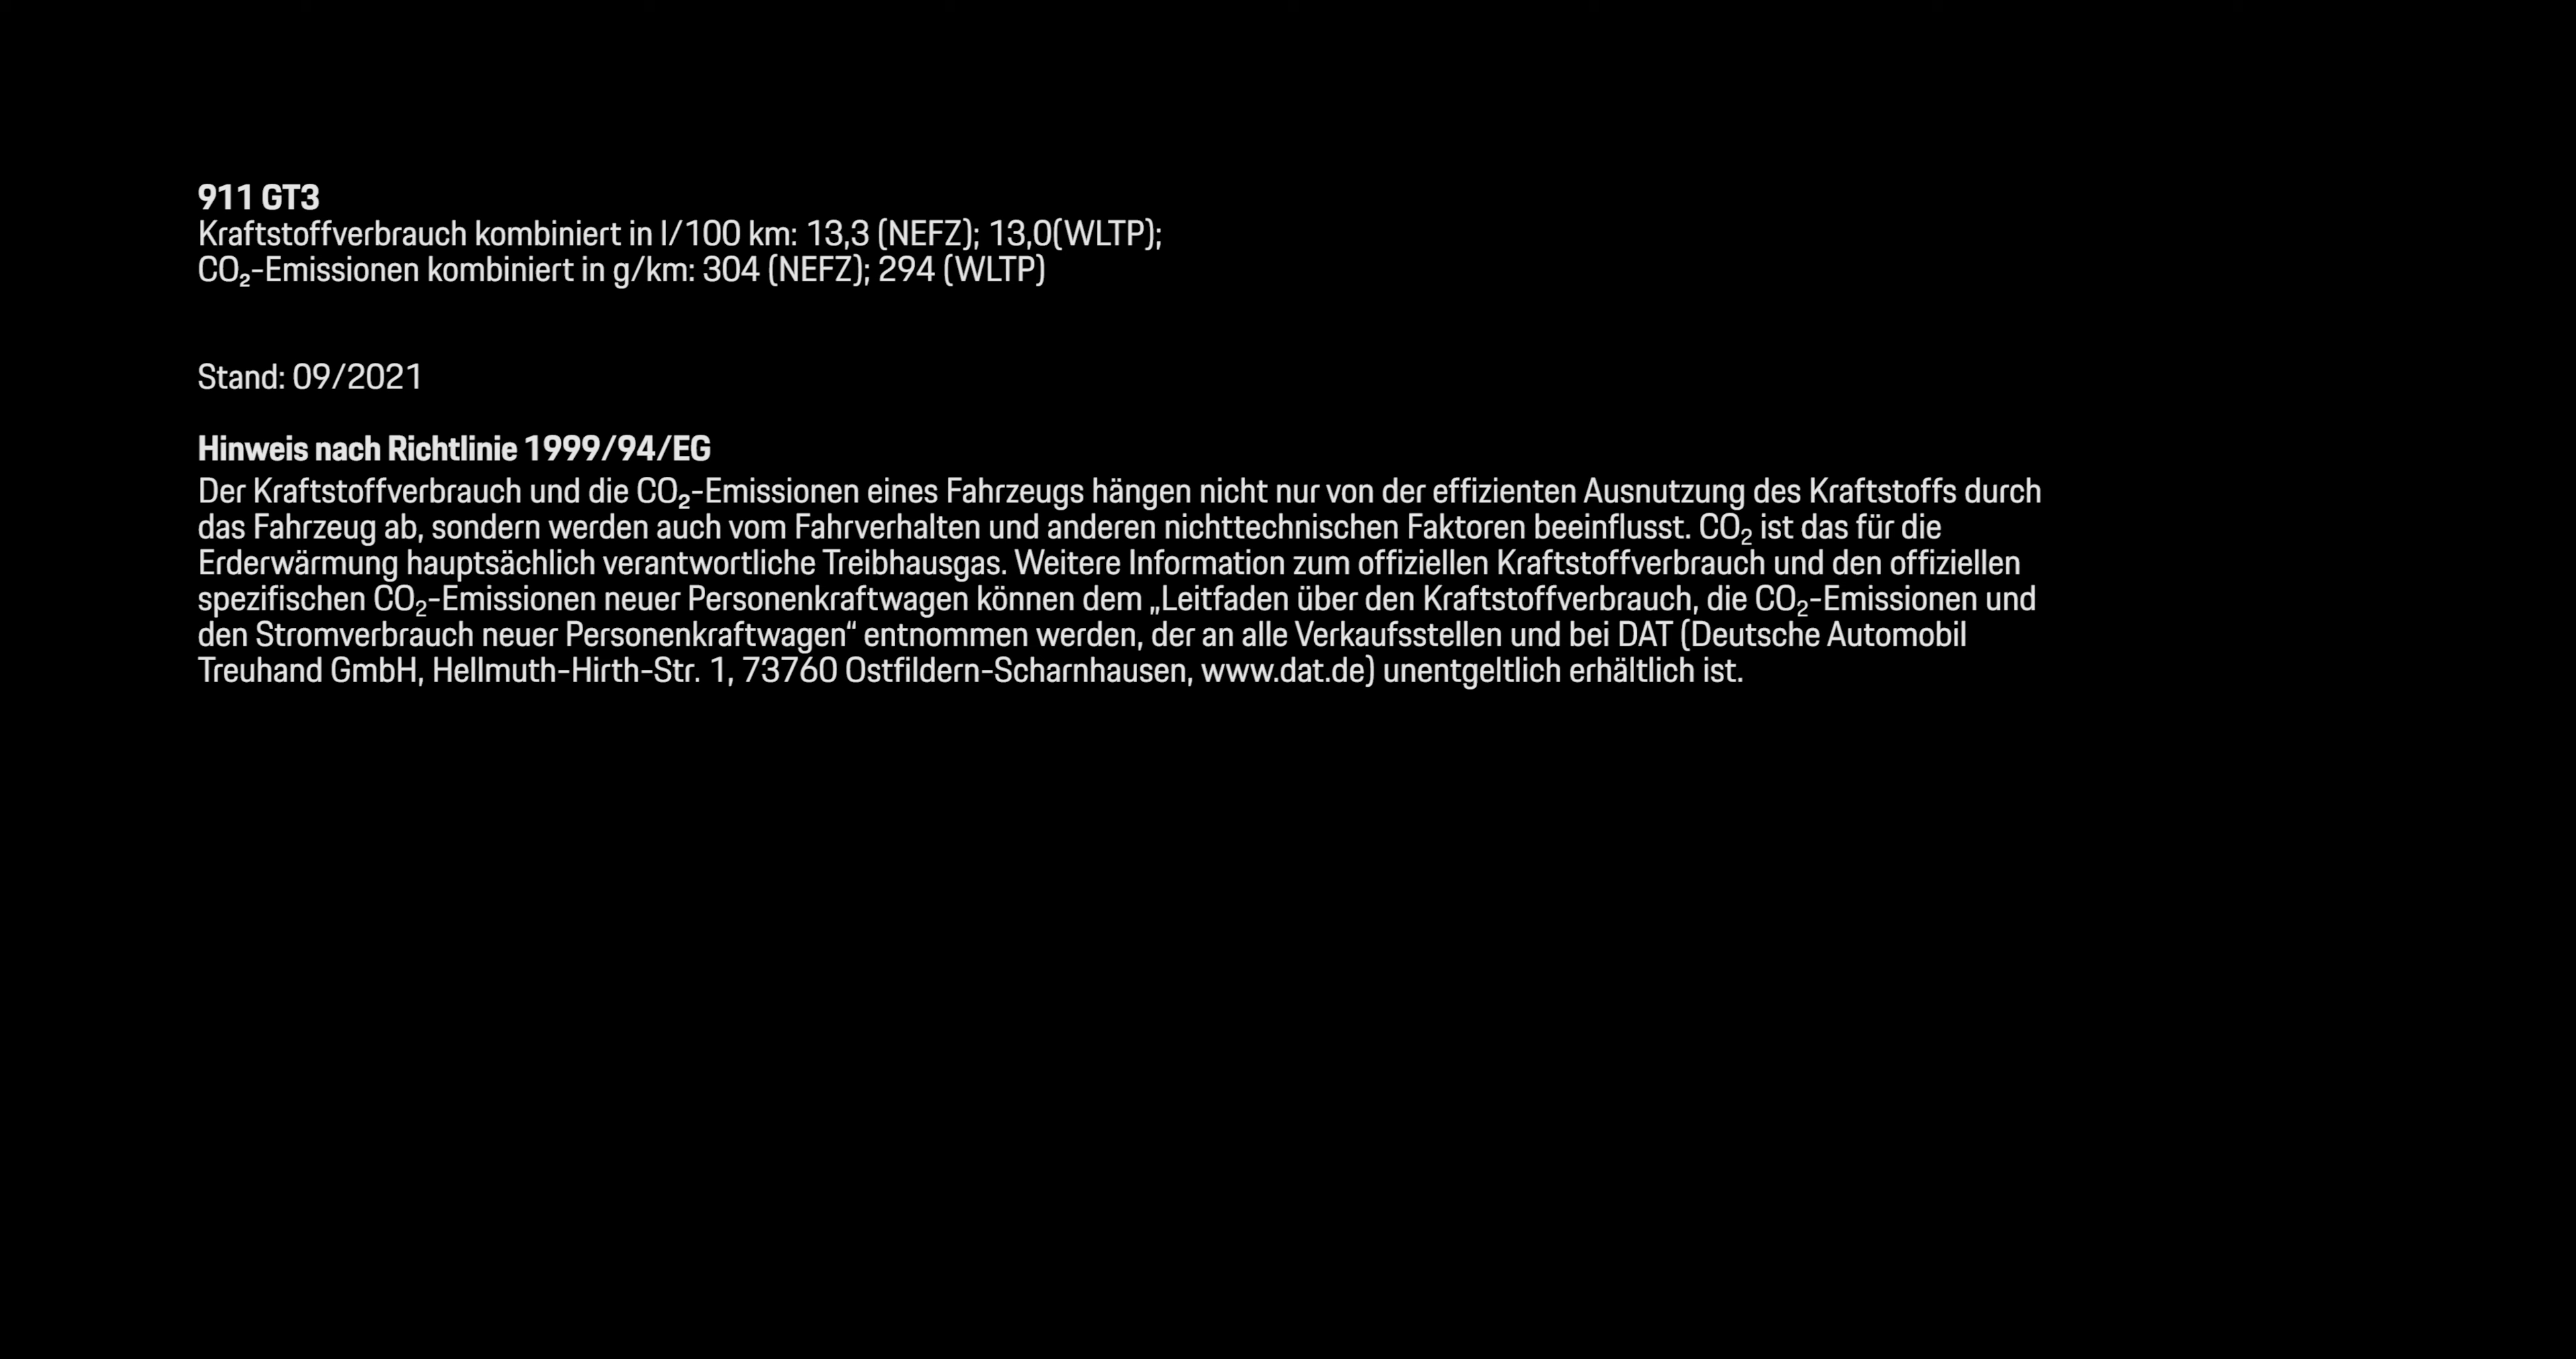 911 GT3
Kraftstoffverbrauch kombiniert in l/100 km: 13,3 (NEFZ); 13,0(WLTP);
CO₂-Emissionen kombiniert in g/km: 304 (NEFZ); 294 (WLTP)
Stand: 09/2021
Hinweis nach Richtlinie 1999/94/EG
Der Kraftstoffverbrauch und die CO₂-Emissionen eines Fahrzeugs hängen nicht nur von der effizienten Ausnutzung des Kraftstoffs durch
das Fahrzeug ab, sondern werden auch vom Fahrverhalten und anderen nichttechnischen Faktoren beeinflusst. CO₂ ist das für die
Erderwärmung hauptsächlich verantwortliche Treibhausgas. Weitere Information zum offiziellen Kraftstoffverbrauch und den offiziellen
spezifischen CO₂-Emissionen neuer Personenkraftwagen können dem „Leitfaden über den Kraftstoffverbrauch, die CO₂-Emissionen und
den Stromverbrauch neuer Personenkraftwagen“ entnommen werden, der an alle Verkaufsstellen und bei DAT (Deutsche Automobil
Treuhand GmbH, Hellmuth-Hirth-Str. 1, 73760 Ostfildern-Scharnhausen, www.dat.de) unentgeltlich erhältlich ist.